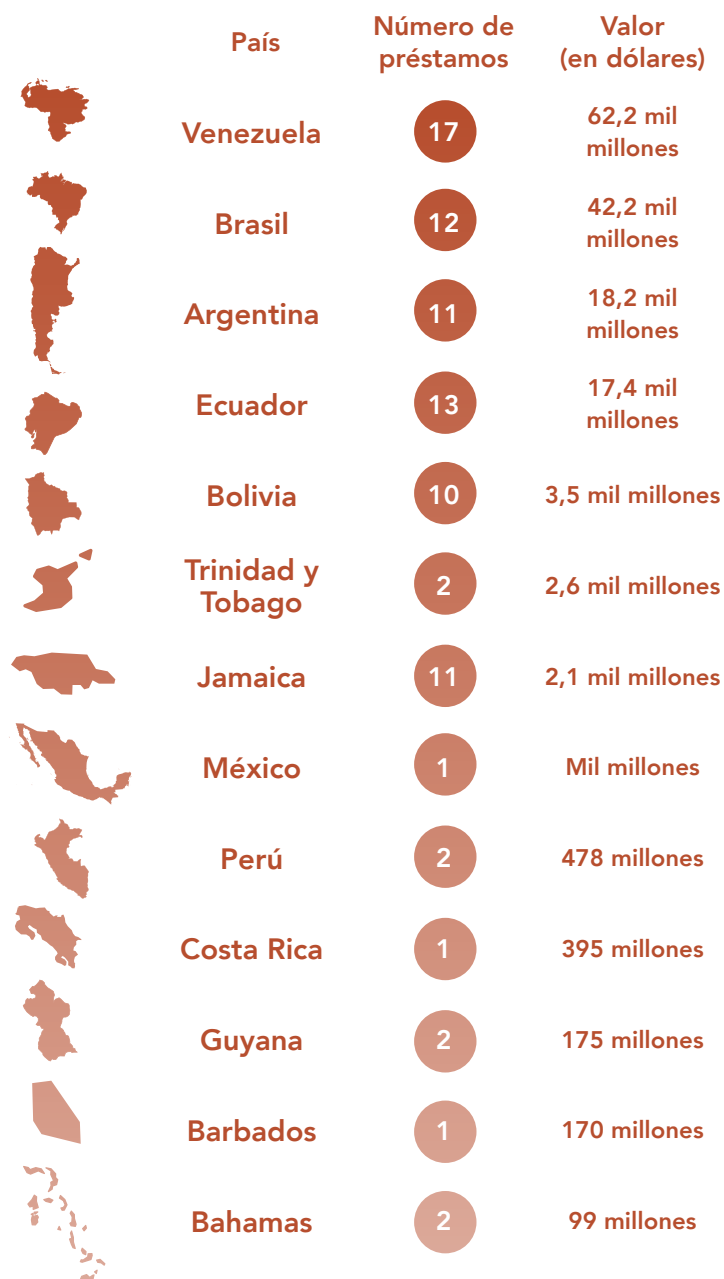 País
Número de
préstamos
Valor
(en dólares)
Venezuela
17
62,2 mil
millones
Brasil
12
42,2 mil
millones
Argentina
11
18,2 mil
millones
Ecuador
13
17,4 mil
millones
Bolivia
10
3,5 mil millones
Trinidad y
Tobago
2
2,6 mil millones
Jamaica
11
2,1 mil millones
México
1
Mil millones
Perú
2
478 millones
Costa Rica
1
395 millones
Guyana
2
175 millones
Barbados
1
170 millones
Bahamas
2
99 millones